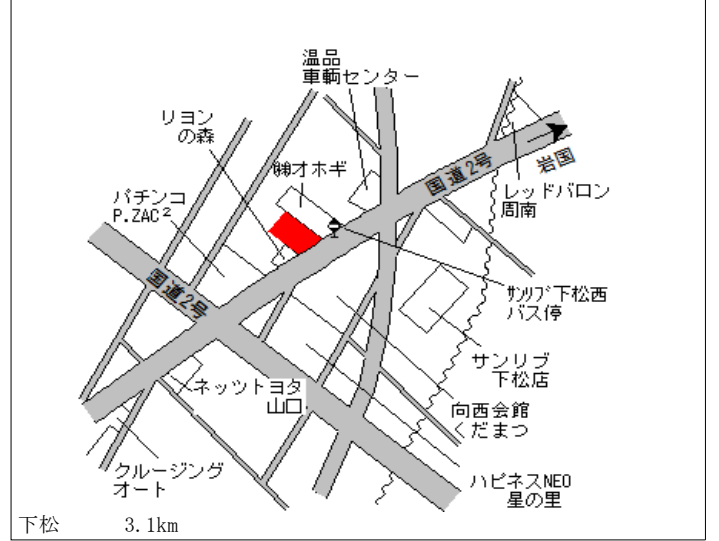 温品
車輌センター
リヨン
の森
㈱オホギ
国道2号
岩国
パチンコ
P.ZAC²
レッドバロン
周南
国道2号
ｻﾝﾘﾌﾞ下松西
バス停
サンリブ
下松店
ネッツトヨタ
山口
向西会館
くだまつ
クルージング
オート
ハピネスNEO
星の里
下松 3.1km